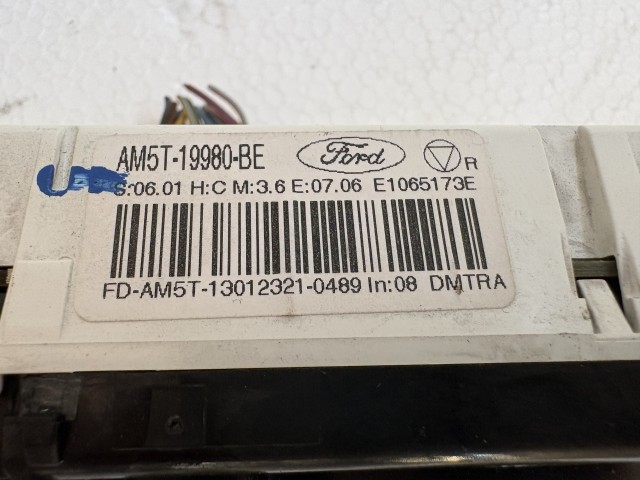 AM5T-19980-BE Ford R
S:06.01 H:C M:3.6 E:07.06 E1065173E
FD-AM5T-13012321-0489 In:08 DMTRA